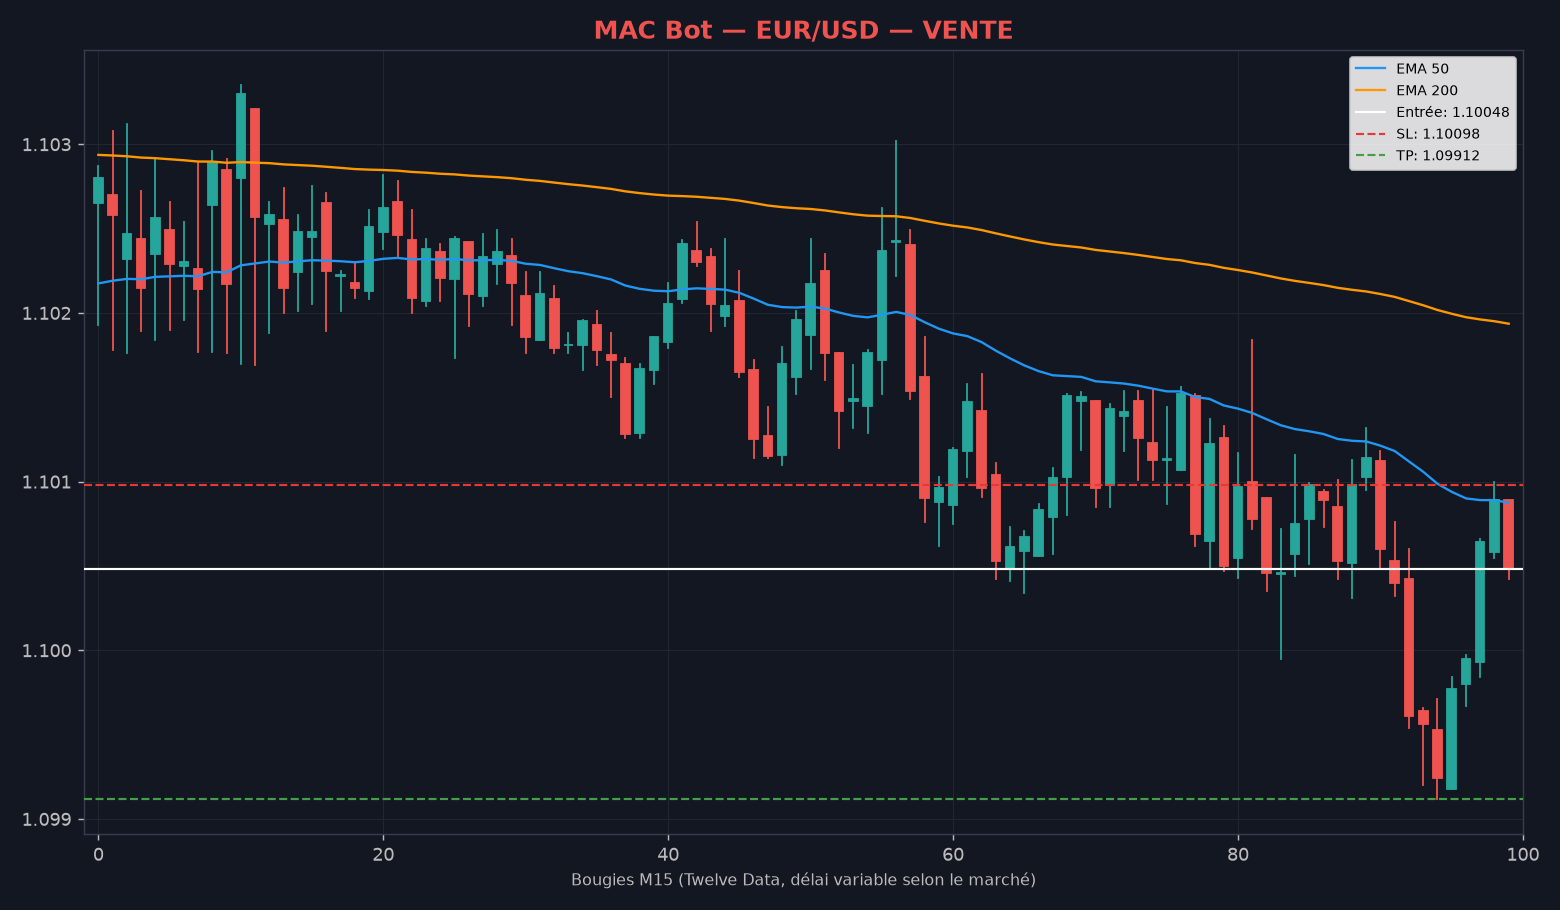 MAC Bot — EUR/USD — VENTE
EMA 50
EMA 200
Entrée: 1.10048
SL: 1.10098
TP: 1.09912
1.103
1.102
1.101
1.100
1.099
0 20 40 60 80 100
Bougies M15 (Twelve Data, délai variable selon le marché)